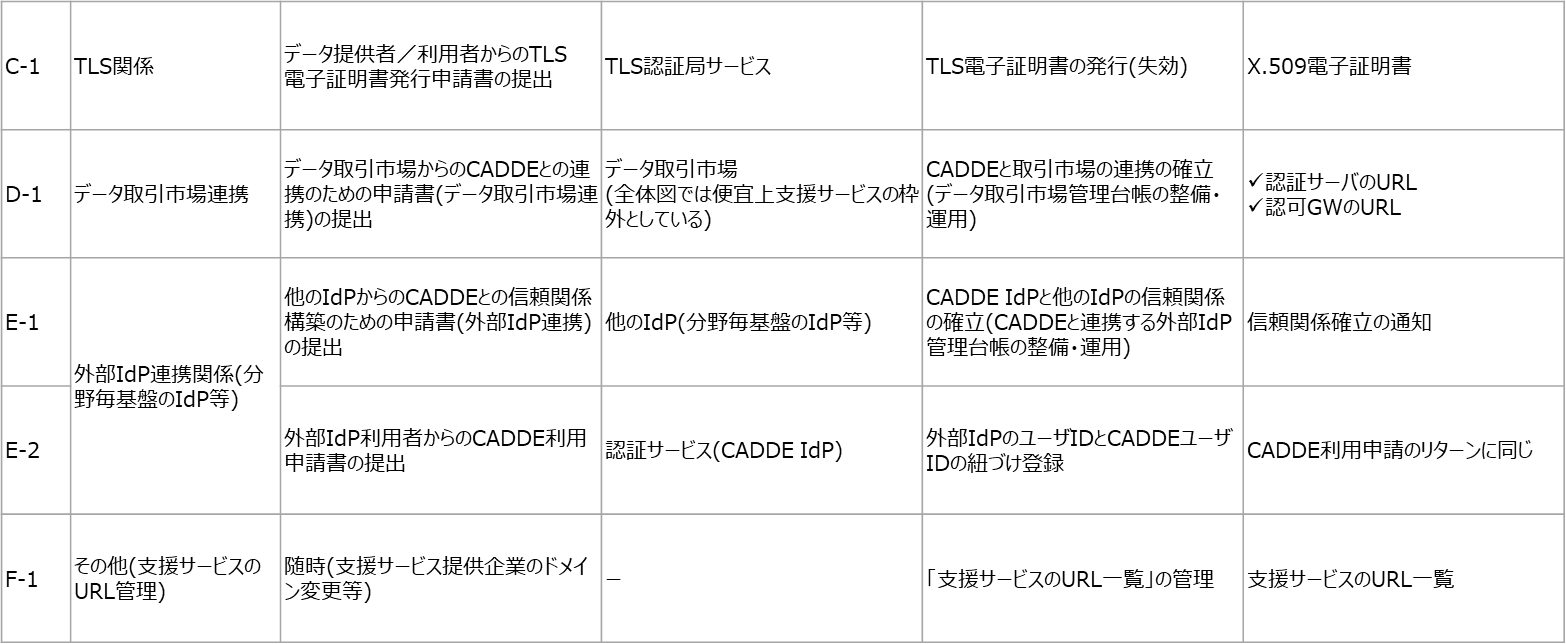 C-1
TLS関係
データ提供者／利用者からのTLS
電子証明書発行申請書の提出
TLS認証局サービス
TLS電子証明書の発行(失効)
X.509電子証明書
D-1
データ取引市場連携
データ取引市場からのCADDEとの連
携のための申請書(データ取引市場連
携)の提出
データ取引市場
(全体図では便宜上支援サービスの枠
外としている)
CADDEと取引市場の連携の確立
(データ取引市場管理台帳の整備・
運用)
✓認証サーバのURL
✓認可GWのURL
E-1
外部IdP連携関係(分
野毎基盤のIdP等)
他のIdPからのCADDEとの信頼関係
構築のための申請書(外部IdP連携)
の提出
他のIdP(分野毎基盤のIdP等)
CADDE IdPと他のIdPの信頼関係
の確立(CADDEと連携する外部IdP
管理台帳の整備・運用)
信頼関係確立の通知
E-2
外部IdP利用者からのCADDE利用
申請書の提出
認証サービス(CADDE IdP)
外部IdPのユーザIDとCADDEユーザ
IDの紐づけ登録
CADDE利用申請のリターンに同じ
F-1
その他(支援サービスの
URL管理)
随時(支援サービス提供企業のドメイ
ン変更等)
－
「支援サービスのURL一覧」の管理
支援サービスのURL一覧